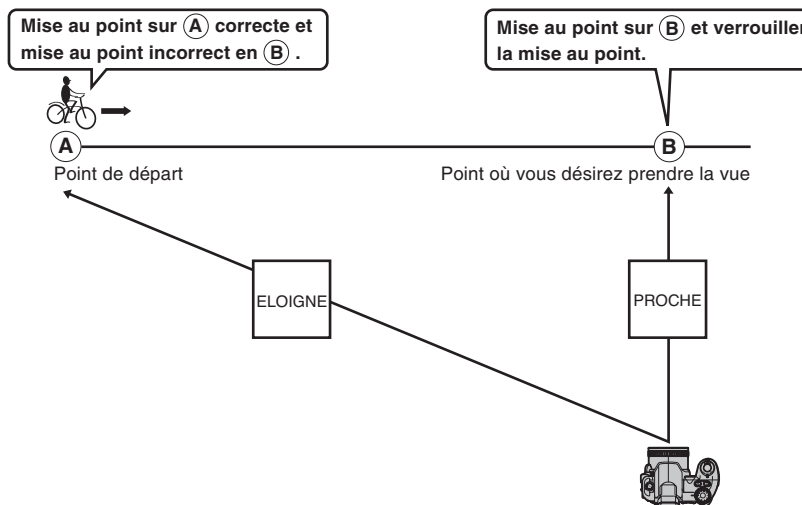 Mise au point sur A correcte et
mise au point incorrect en B .
Mise au point sur B et verrouiller
la mise au point.
A
B
Point de départ
Point où vous désirez prendre la vue
ELOIGNE
PROCHE